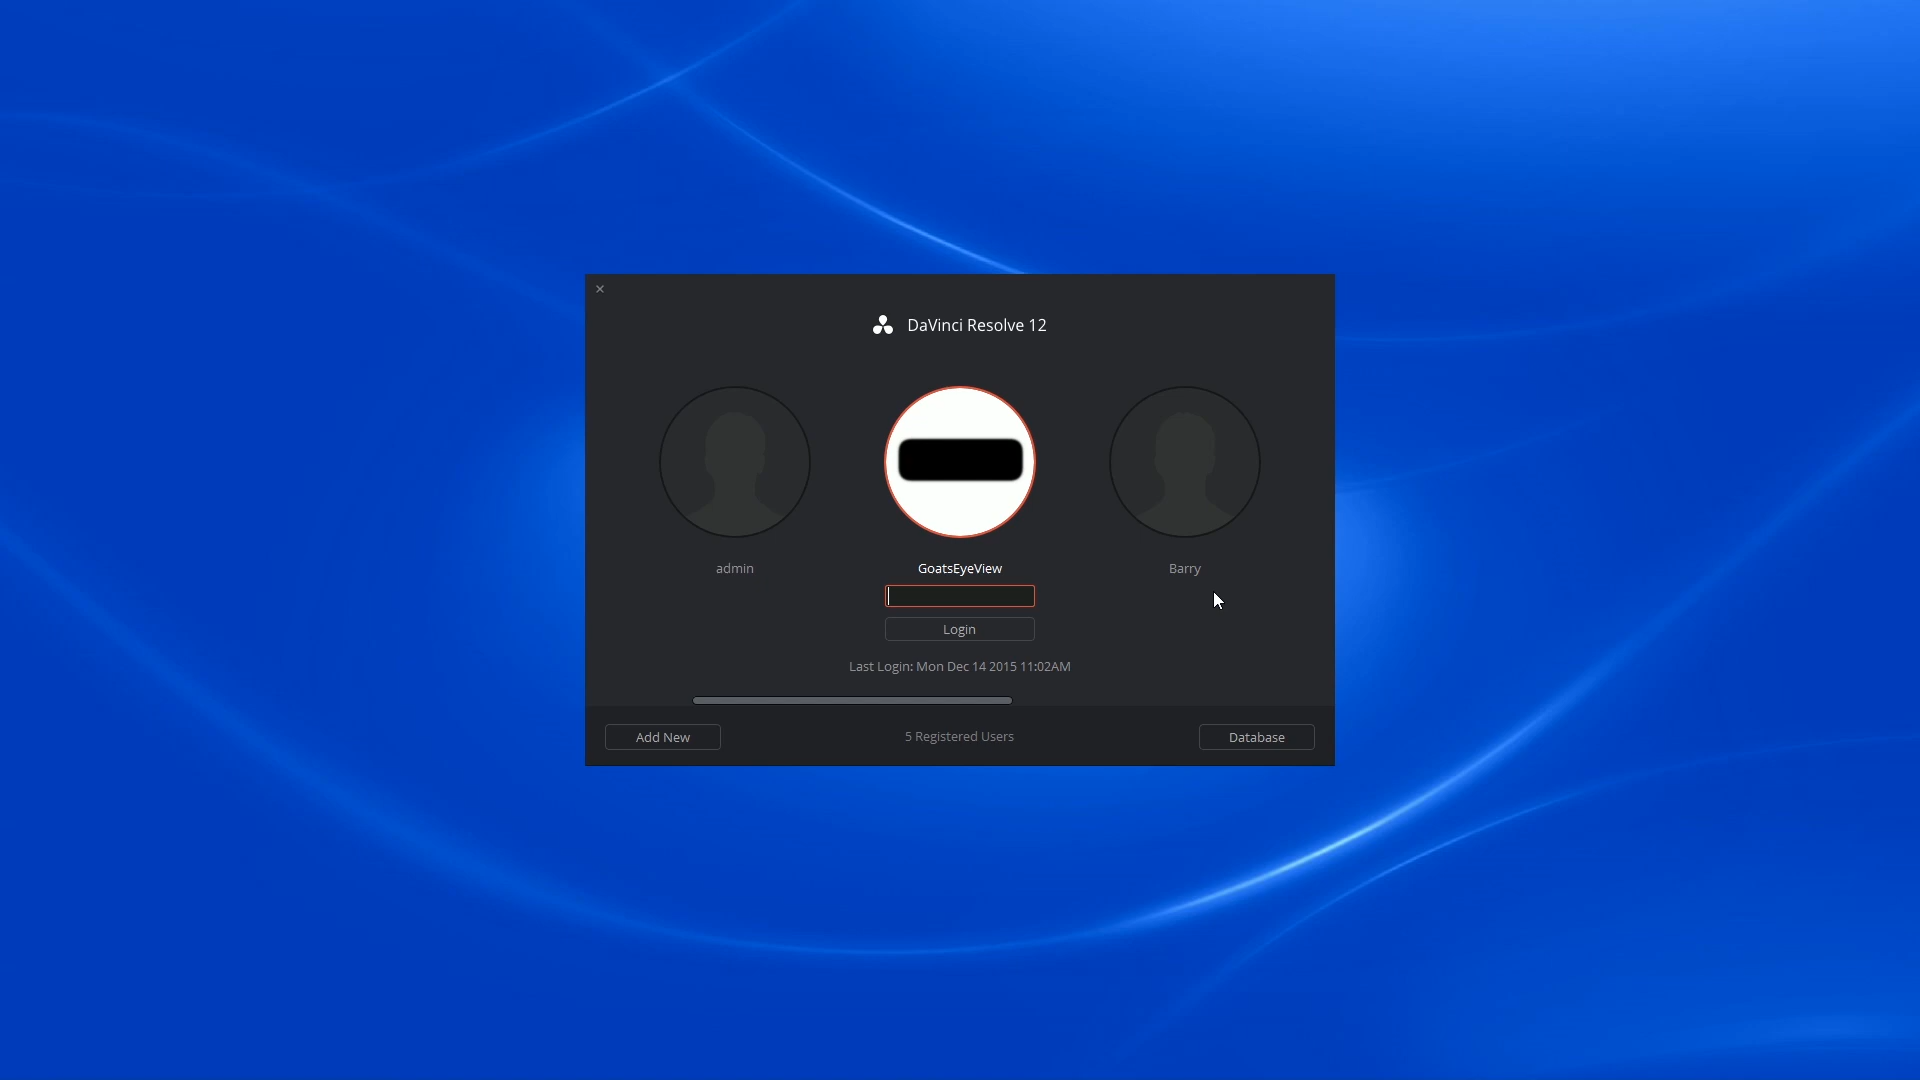 DaVinci Resolve 12
admin
GoatsEyeView
Barry
Login
Last Login: Mon Dec 14 2015 11:02AM
Add New
5 Registered Users
Database